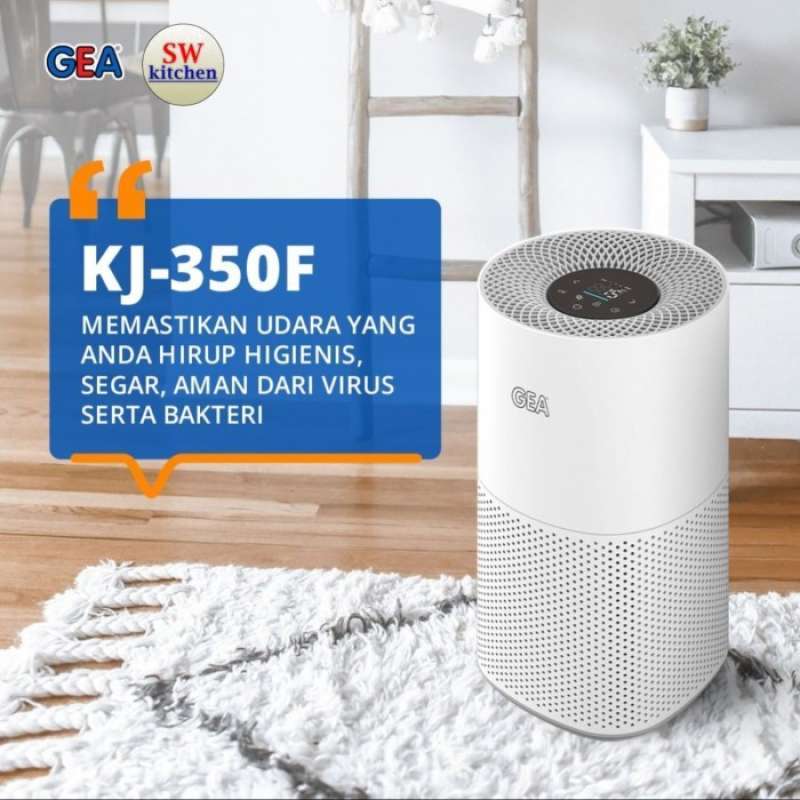 GEA
SW
kitchen
KJ-350F
MEMASTIKAN UDARA YANG
ANDA HIRUP HIGIENIS,
SEGAR, AMAN DARI VIRUS
SERTA BAKTERI
GEA